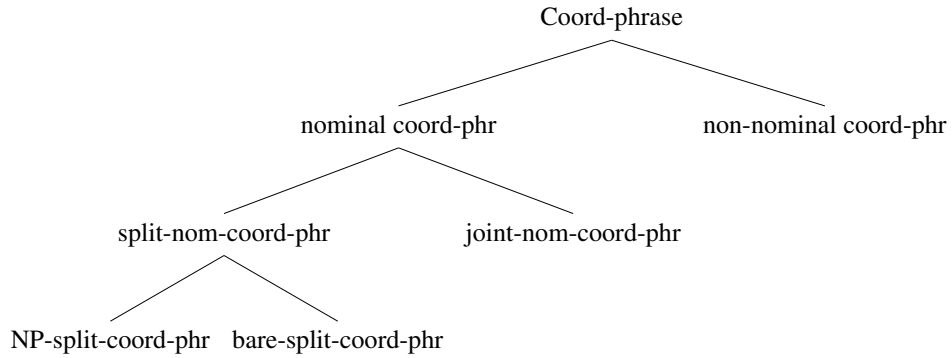 Coord-phrase
nominal coord-phr non-nominal coord-phr
split-nom-coord-phr joint-nom-coord-phr
NP-split-coord-phr bare-split-coord-phr